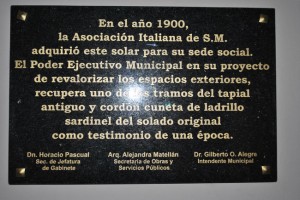 En el año 1900,
la Asociación Italiana de S.M.
adquirió este solar para su sede social.
El Poder Ejecutivo Municipal en su proyecto
de revalorizar los espacios exteriores,
recupera uno de los tramos del tapial
antiguo y cordón cuneta de ladrillo
sardinel del solado original
como testimonio de una época.
Dn. Horacio Pascual Arq. Alejandra Matellán Dr. Gilberto O. Alegre
Sec. de Jefatura Secretaria de Obras y Intendente Municipal
de Gabinete Servicios Públicos